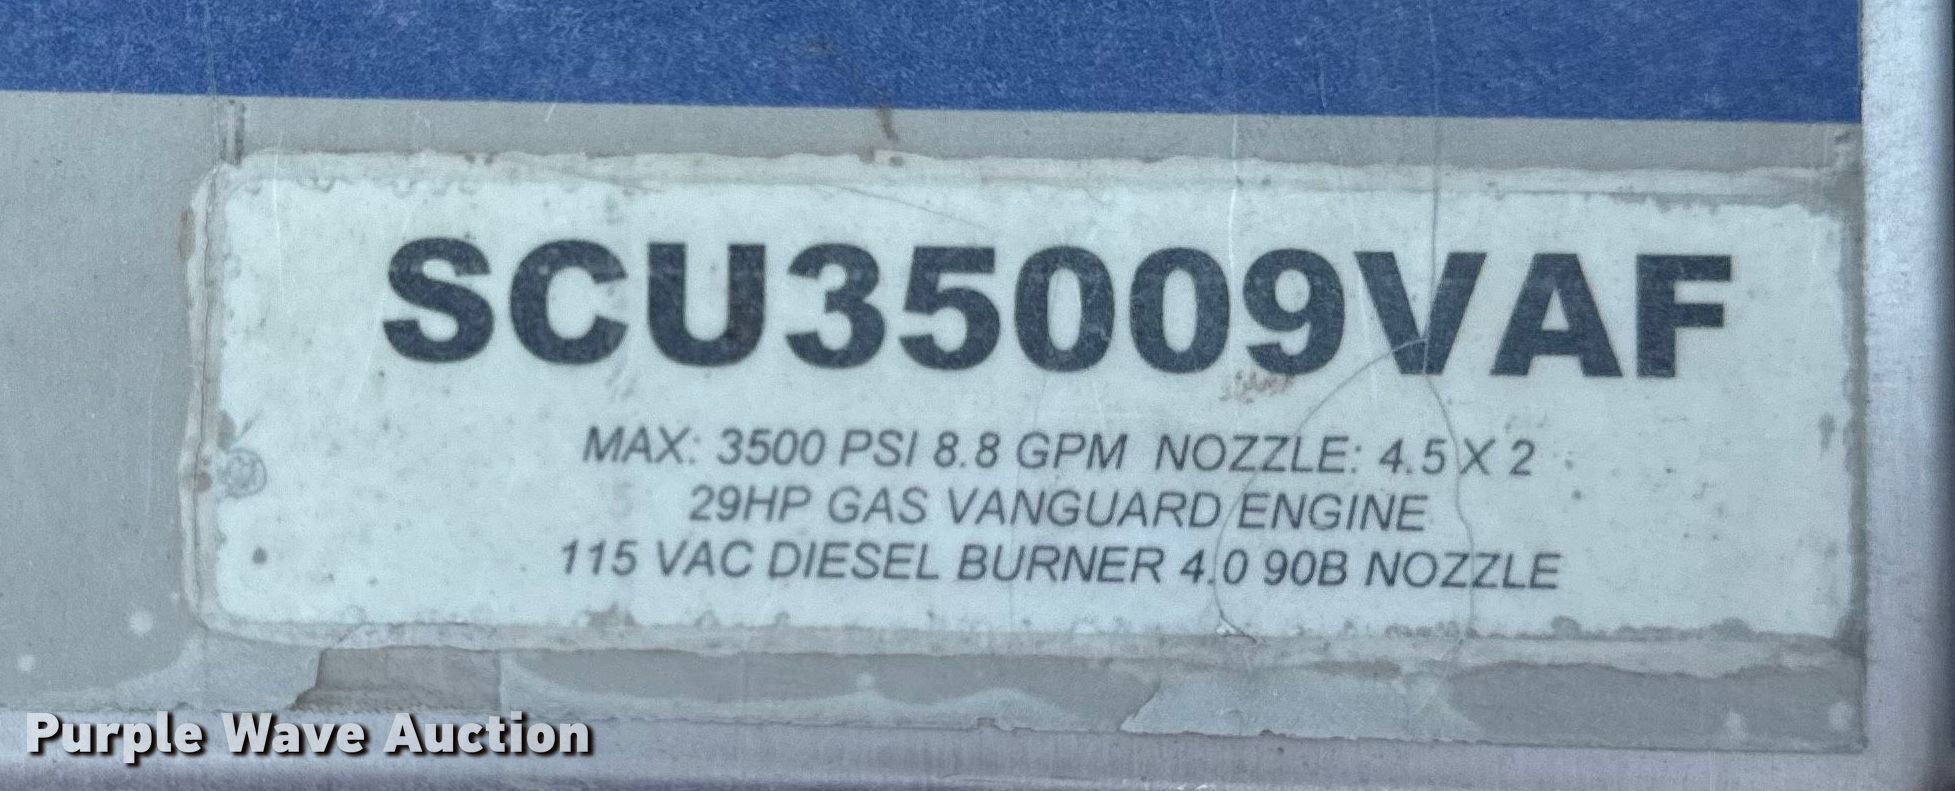 SCU35009VAF
MAX: 3500 PSI 8.8 GPM NOZZLE: 4.5 X 2
29HP GAS VANGUARD ENGINE
115 VAC DIESEL BURNER 4.0 90B NOZZLE
Purple Wave Auction